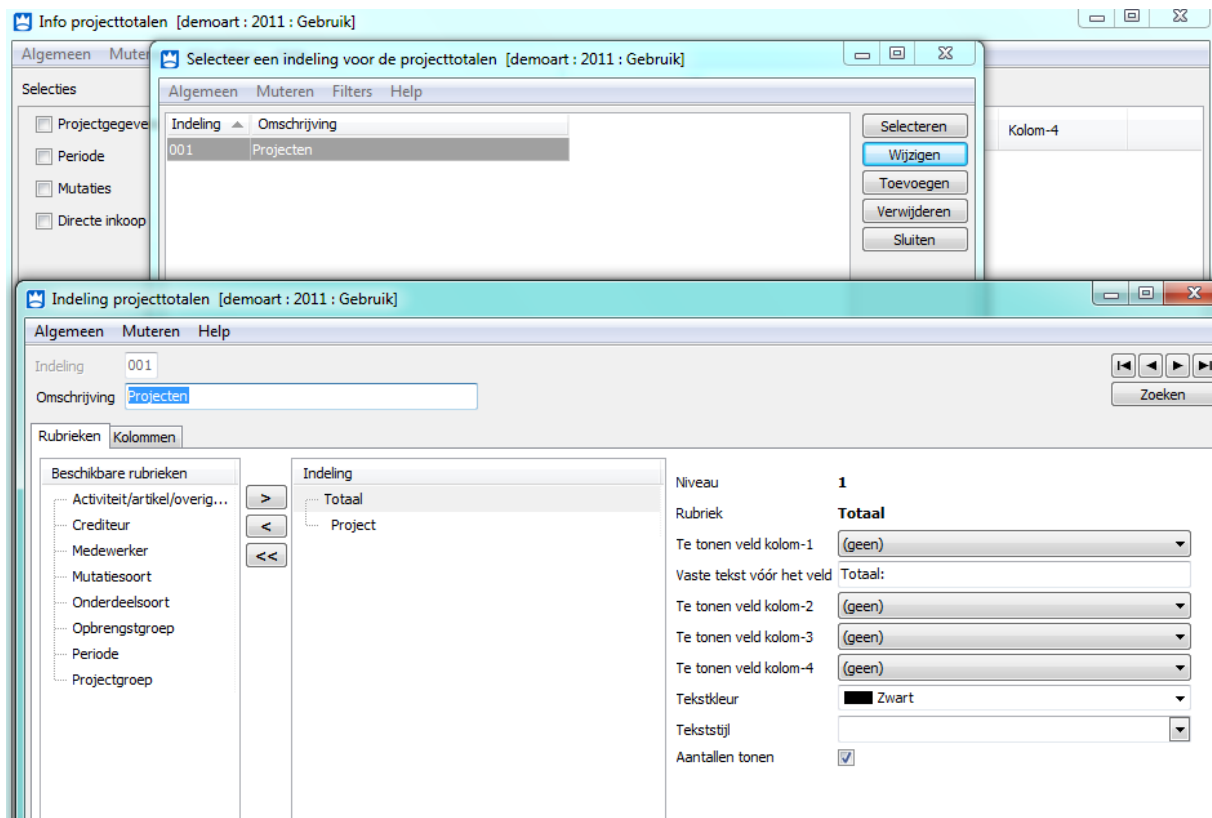 Info projecttotalen [demoart : 2011 : Gebruik]
Algemeen Muter
Selecties
Projectgegeve
Periode
Mutaties
Directe inkoop
Kolom-4
Selecteer een indeling voor de projecttotalen [demoart : 2011 : Gebruik]
Algemeen Muteren Filters Help
Indeling Omschrijving
001 Projecten
Selecteren
Wijzigen
Toevoegen
Verwijderen
Sluiten
Indeling projecttotalen [demoart : 2011 : Gebruik]
Algemeen Muteren Help
Indeling 001
Omschrijving Projecten
Zoeken
Rubrieken Kolommen
Beschikbare rubrieken
Activiteit/artikel/overig...
Crediteur
Medewerker
Mutatiesoort
Onderdeelsoort
Opbrengstgroep
Periode
Projectgroep
>
<
<<
Indeling
Totaal
Project
Niveau 1
Rubriek Totaal
Te tonen veld kolom-1 (geen)
Vaste tekst vóór het veld Totaal:
Te tonen veld kolom-2 (geen)
Te tonen veld kolom-3 (geen)
Te tonen veld kolom-4 (geen)
Tekstkleur Zwart
Tekststijl
Aantallen tonen